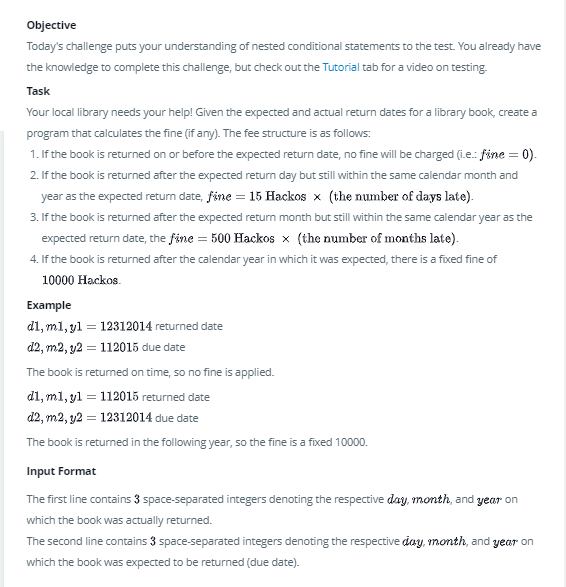 Objective
Today's challenge puts your understanding of nested conditional statements to the test. You already have
the knowledge to complete this challenge, but check out the Tutorial tab for a video on testing.
Task
Your local library needs your help! Given the expected and actual return dates for a library book, create a
program that calculates the fine (if any). The fee structure is as follows:
1. If the book is returned on or before the expected return date, no fine will be charged (i.e.: fine = 0).
2. If the book is returned after the expected return day but still within the same calendar month and
year as the expected return date, fine = 15 Hackos × (the number of days late).
3. If the book is returned after the expected return month but still within the same calendar year as the
expected return date, the fine = 500 Hackos × (the number of months late).
4. If the book is returned after the calendar year in which it was expected, there is a fixed fine of
10000 Hackos.
Example
d1, m1, y1 = 12312014 returned date
d2, m2, y2 = 112015 due date
The book is returned on time, so no fine is applied.
d1, m1, y1 = 112015 returned date
d2, m2, y2 = 12312014 due date
The book is returned in the following year, so the fine is a fixed 10000.
Input Format
The first line contains 3 space-separated integers denoting the respective day, month, and year on
which the book was actually returned.
The second line contains 3 space-separated integers denoting the respective day, month, and year on
which the book was expected to be returned (due date).